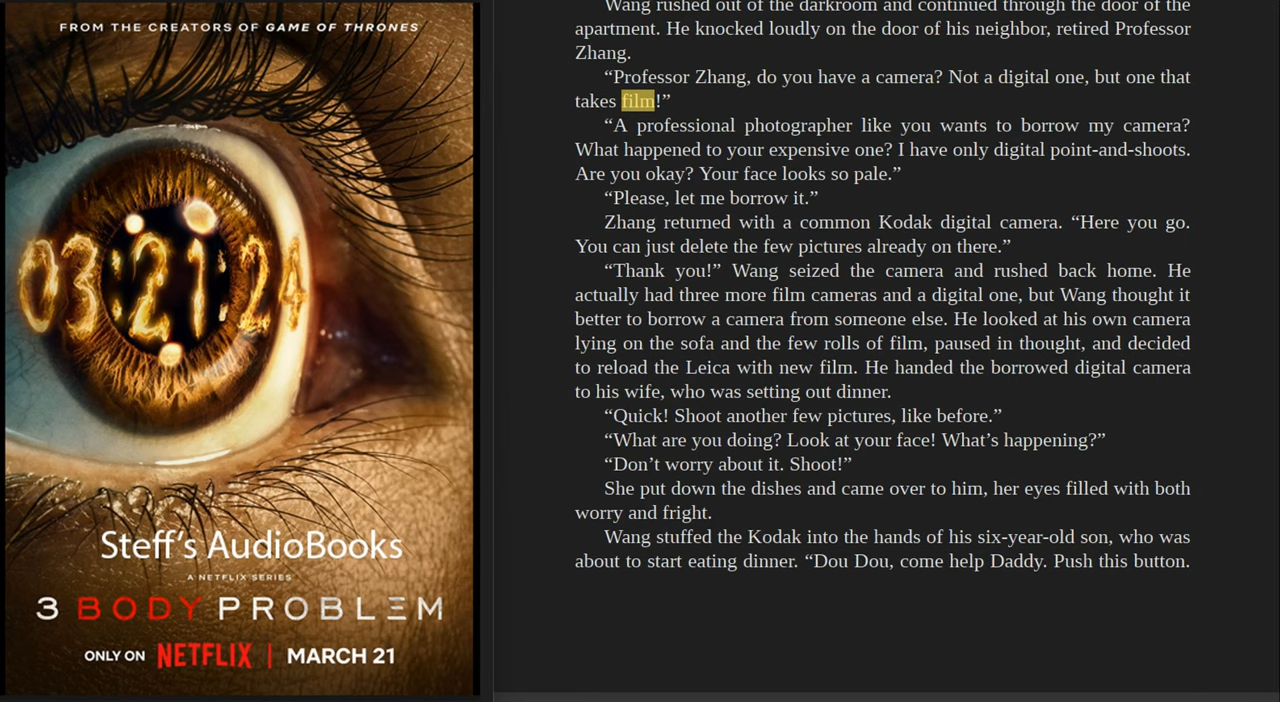 FROM THE CREATORS OF GAME OF THRONES
03:21:24
Steff's AudioBooks
A NETFLIX SERIES
3 BODY PROBLEM
ONLY ON NETFLIX | MARCH 21
Wang rushed out of the darkroom and continued through the door of the
apartment. He knocked loudly on the door of his neighbor, retired Professor
Zhang.
“Professor Zhang, do you have a camera? Not a digital one, but one that
takes film!”
“A professional photographer like you wants to borrow my camera?
What happened to your expensive one? I have only digital point-and-shoots.
Are you okay? Your face looks so pale.”
“Please, let me borrow it.”
Zhang returned with a common Kodak digital camera. “Here you go.
You can just delete the few pictures already on there.”
“Thank you!” Wang seized the camera and rushed back home. He
actually had three more film cameras and a digital one, but Wang thought it
better to borrow a camera from someone else. He looked at his own camera
lying on the sofa and the few rolls of film, paused in thought, and decided
to reload the Leica with new film. He handed the borrowed digital camera
to his wife, who was setting out dinner.
“Quick! Shoot another few pictures, like before.”
“What are you doing? Look at your face! What’s happening?”
“Don’t worry about it. Shoot!”
She put down the dishes and came over to him, her eyes filled with both
worry and fright.
Wang stuffed the Kodak into the hands of his six-year-old son, who was
about to start eating dinner. “Dou Dou, come help Daddy. Push this button.